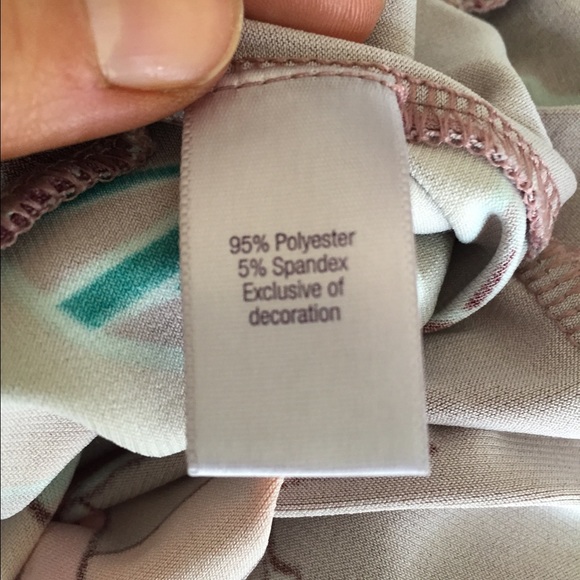 95% Polyester
5% Spandex
Exclusive of
decoration